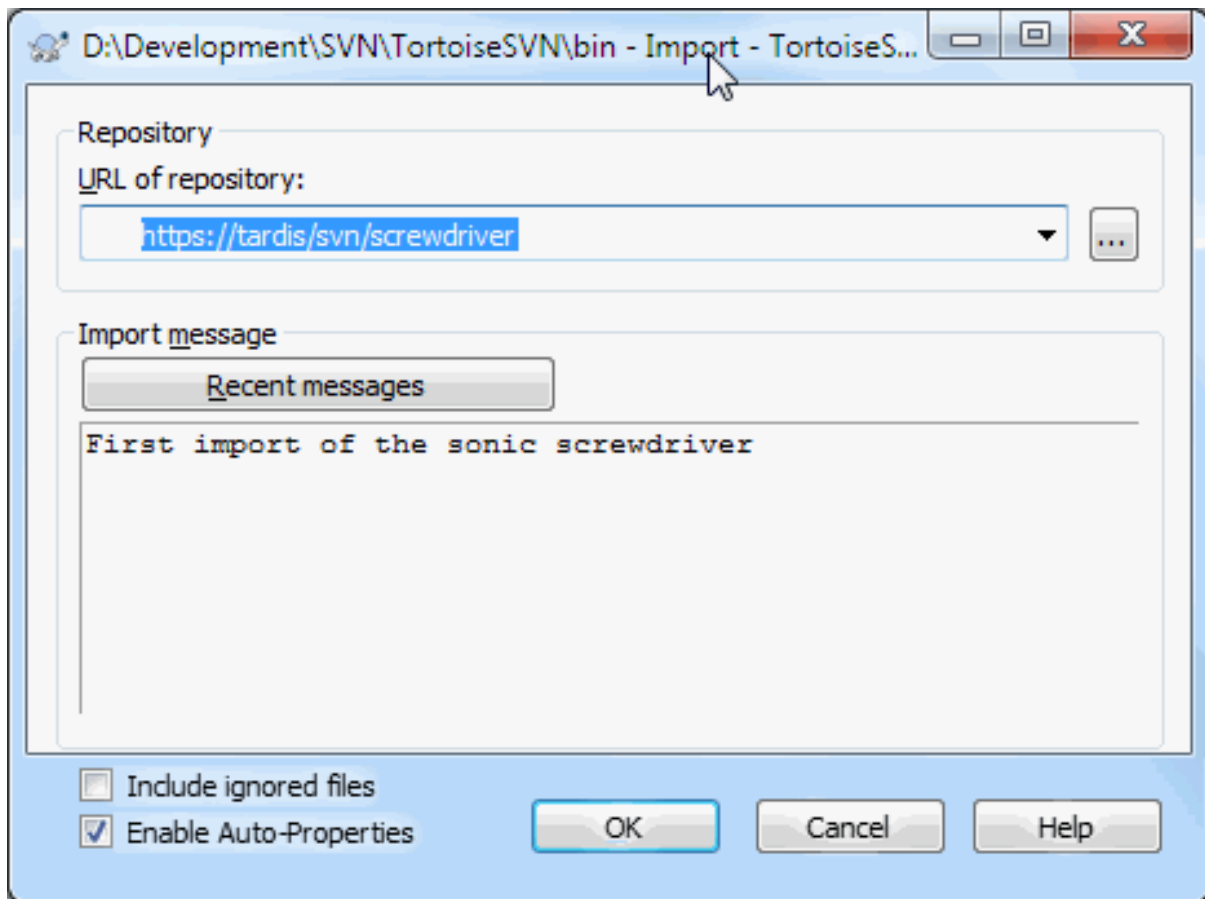 D:\Development\SVN\TortoiseSVN\bin - Import - TortoiseS...
Repository
URL of repository:
https://tardis/svn/screwdriver
...
Import message
Recent messages
First import of the sonic screwdriver
Include ignored files
Enable Auto-Properties
OK
Cancel
Help